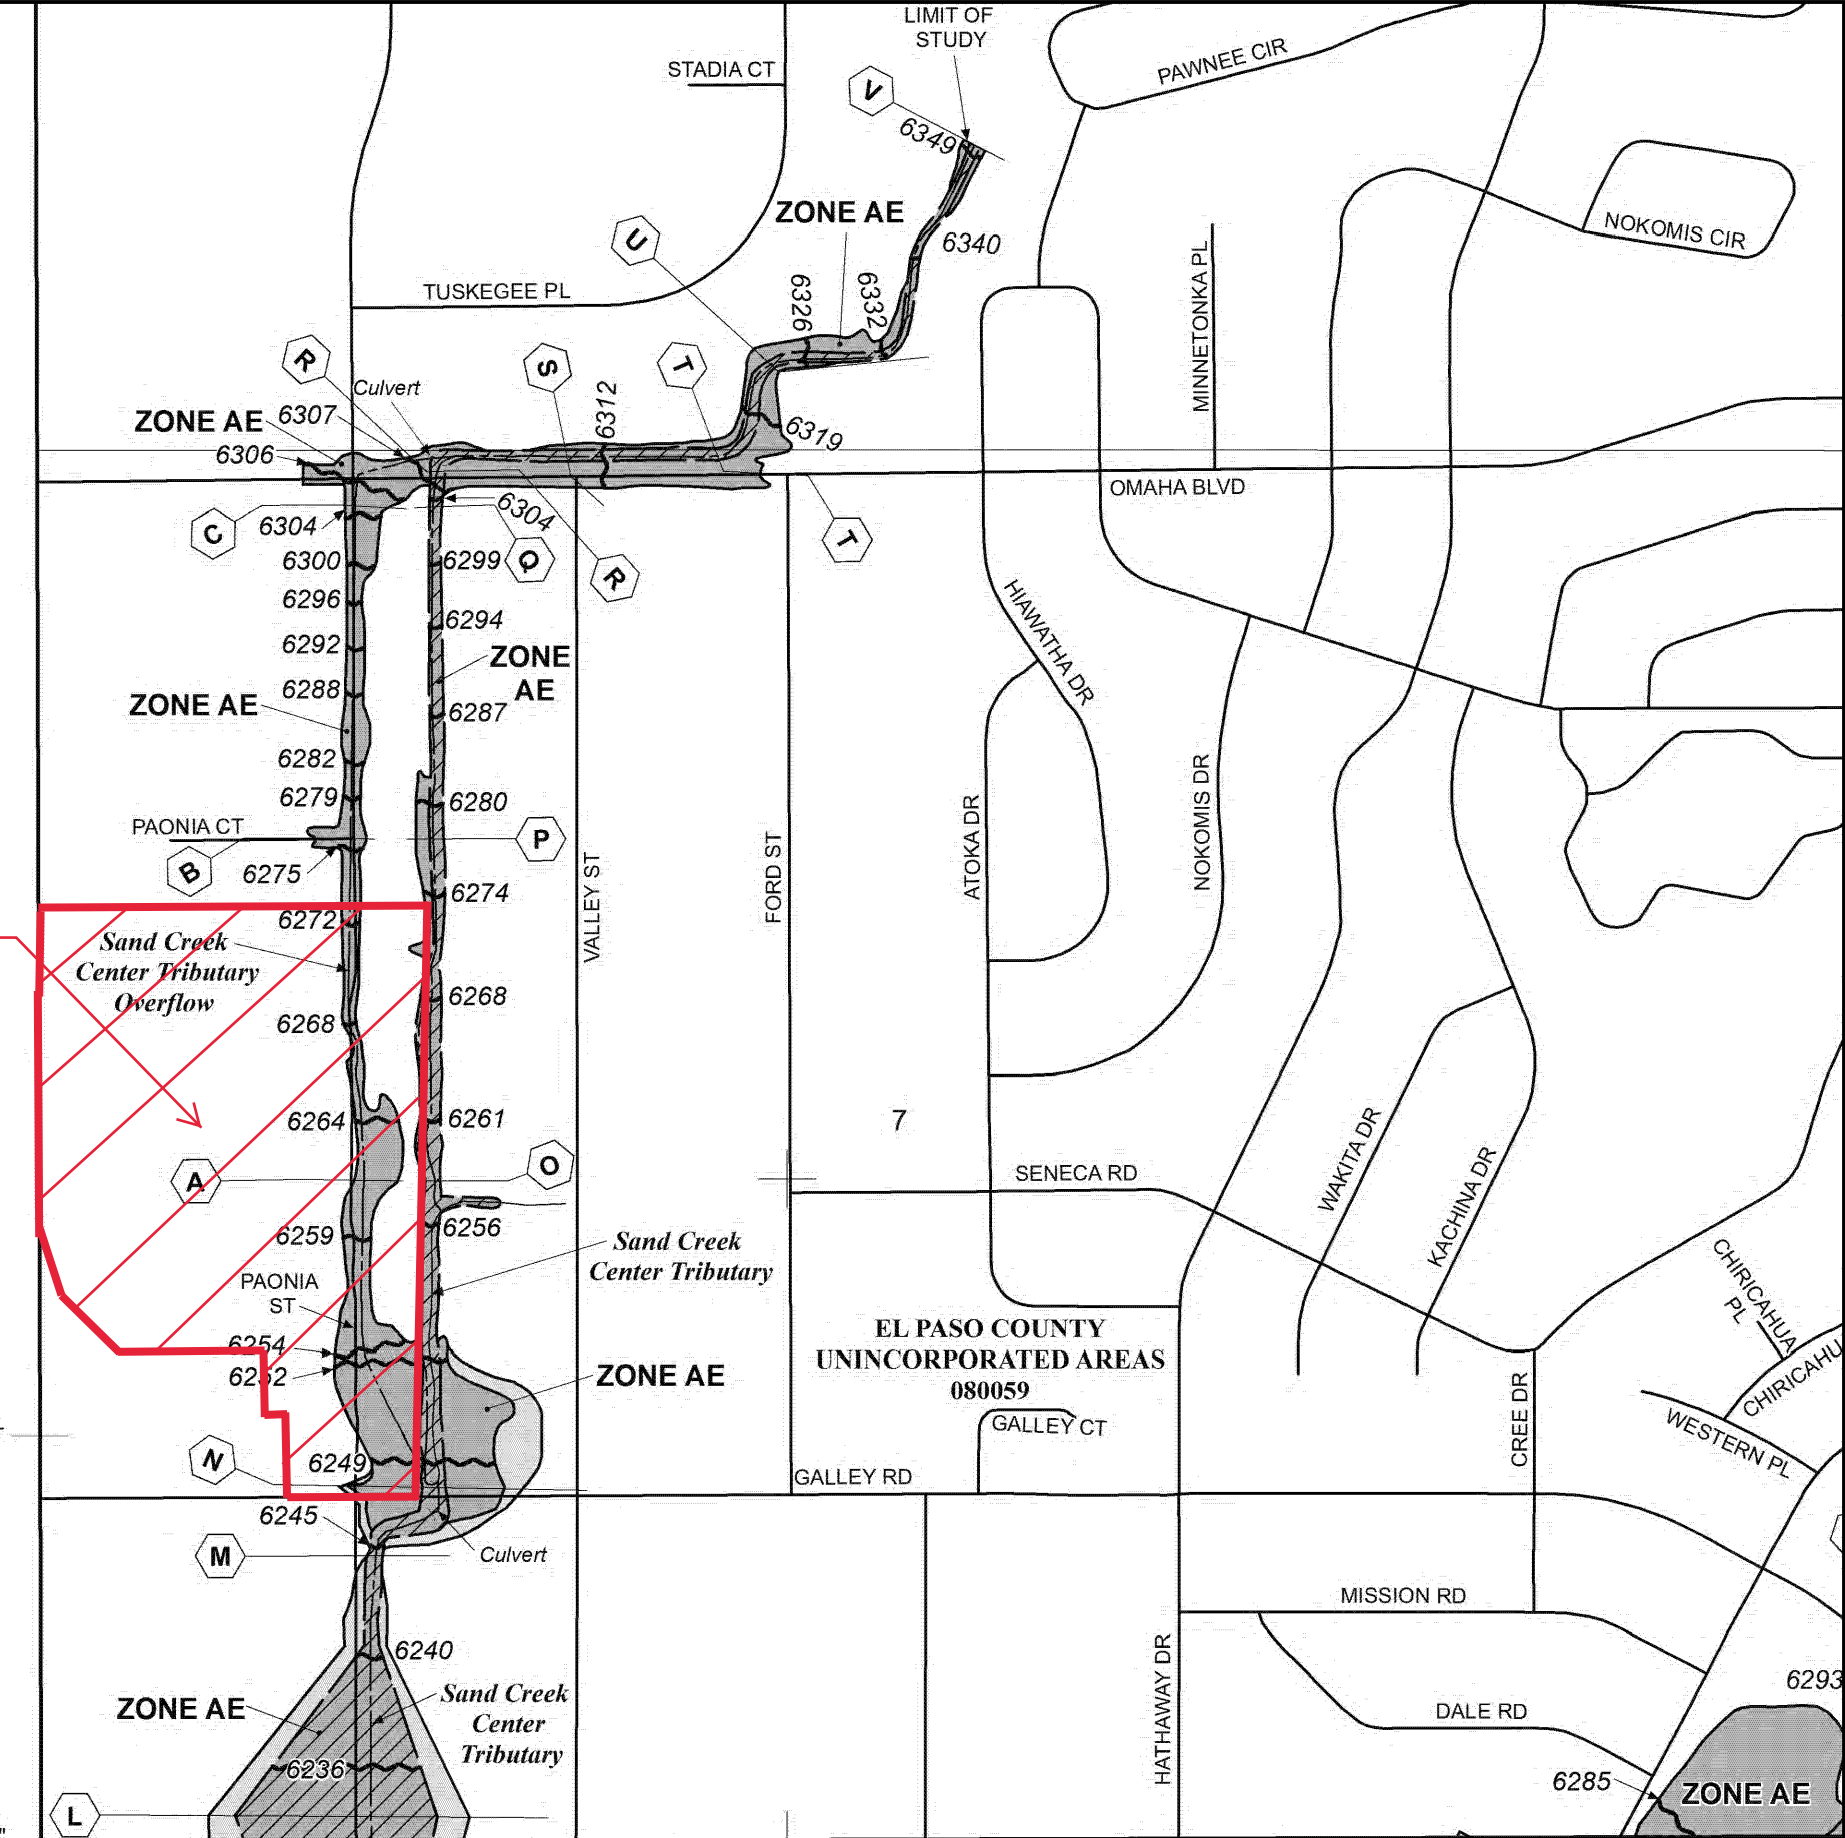 LIMIT OF
STUDY
STADIA CT
PAWNEE CIR
V
6349
ZONE AE
U
6340
NOKOMIS CIR
MINNETONKA PL
TUSKEGEE PL
6326
6332
R
Culvert
S
T
6312
ZONE AE
6307
6319
6306
OMAHA BLVD
C
6304
6304
Q
R
T
6300
6299
6296
6294
HIAWATHA DR
6292
ZONE
AE
6288
ZONE AE
6287
6282
NOKOMIS DR
6279
6280
ATOKA DR
PAONIA CT
P
B
6275
VALLEY ST
FORD ST
6274
6272
Sand Creek
Center Tributary
Overflow
6268
6268
6264
6261
7
WAKITA DR
KACHINA DR
A
O
SENECA RD
6259
6256
Sand Creek
Center Tributary
CHIRICAHUA
PL
PAONIA
ST
EL PASO COUNTY
UNINCORPORATED AREAS
080059
6254
6252
ZONE AE
CHIRICAHU
GALLEY CT
CREE DR
WESTERN PL
N
6249
GALLEY RD
6245
M
Culvert
MISSION RD
6240
HATHAWAY DR
6293
ZONE AE
Sand Creek
Center
Tributary
DALE RD
6236
6285
ZONE AE
L